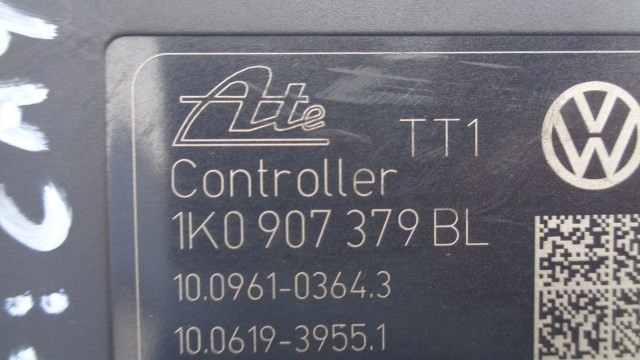 Ate TT1
Controller
1K0 907 379 BL
10.0961-0364.3
10.0619-3955.1